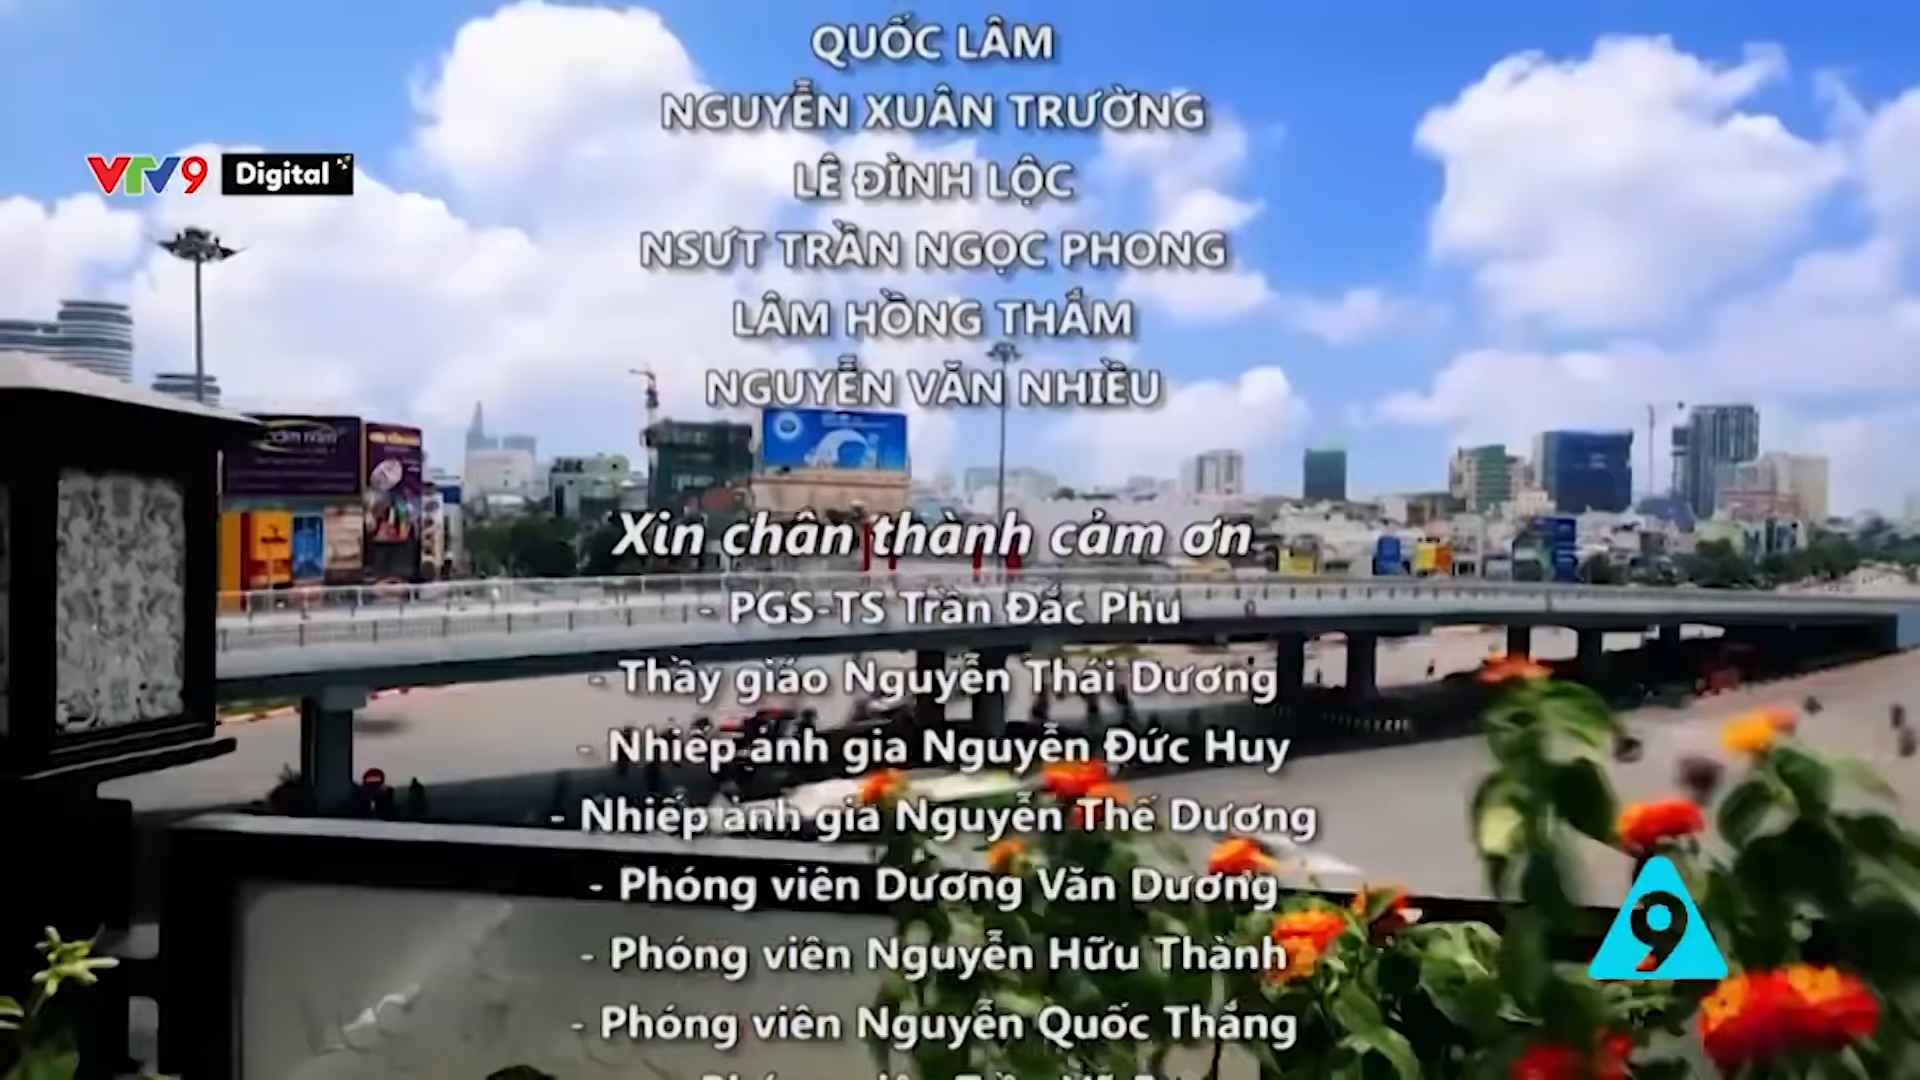 QUỐC LÂM
NGUYỄN XUÂN TRƯỜNG
LÊ ĐÌNH LỘC
VTV9 Digital
NSƯT TRẦN NGỌC PHONG
LÂM HỒNG THẮM
NGUYỄN VĂN NHIỀU
Xin chân thành cảm ơn
- PGS-TS Trần Đắc Phu
- Thầy giáo Nguyễn Thái Dương
- Nhiếp ảnh gia Nguyễn Đức Huy
- Nhiếp ảnh gia Nguyễn Thế Dương
- Phóng viên Dương Văn Dương
- Phóng viên Nguyễn Hữu Thành
9
- Phóng viên Nguyễn Quốc Thắng